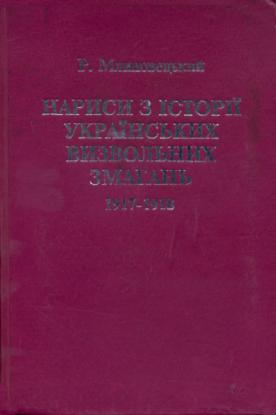 Р. Млиновецький
НАРИСИ З ІСТОРІЇ
УКРАЇНСЬКИХ
ВИЗВОЛЬНИХ
ЗМАГАНЬ
1917-1918